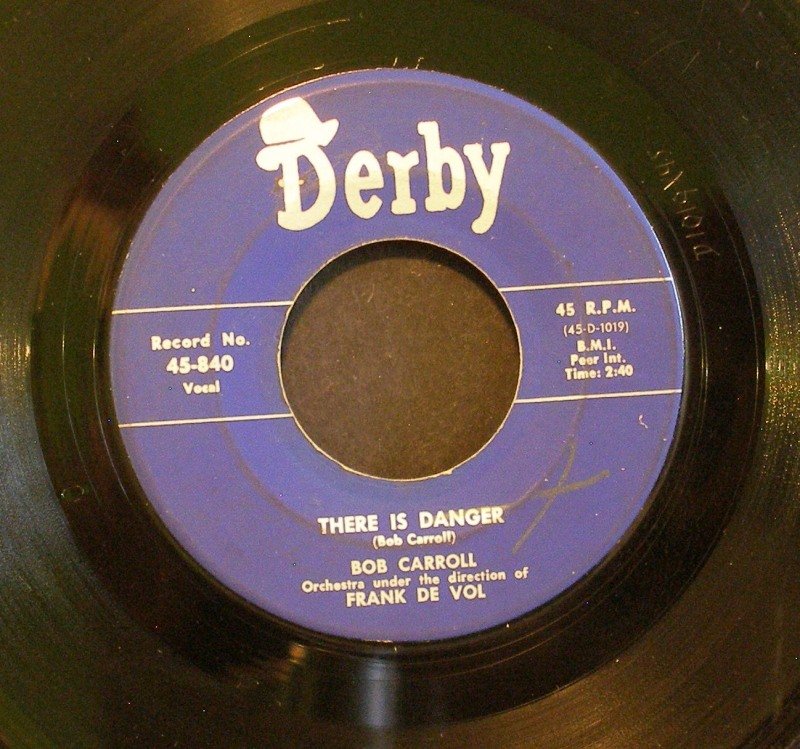 Derby
Record No.
45-840
Vocal
45 R.P.M.
(45-D-1019)
B.M.I.
Peer Int.
Time: 2:40
THERE IS DANGER
(Bob Carroll)
BOB CARROLL
Orchestra under the direction of
FRANK DE VOL